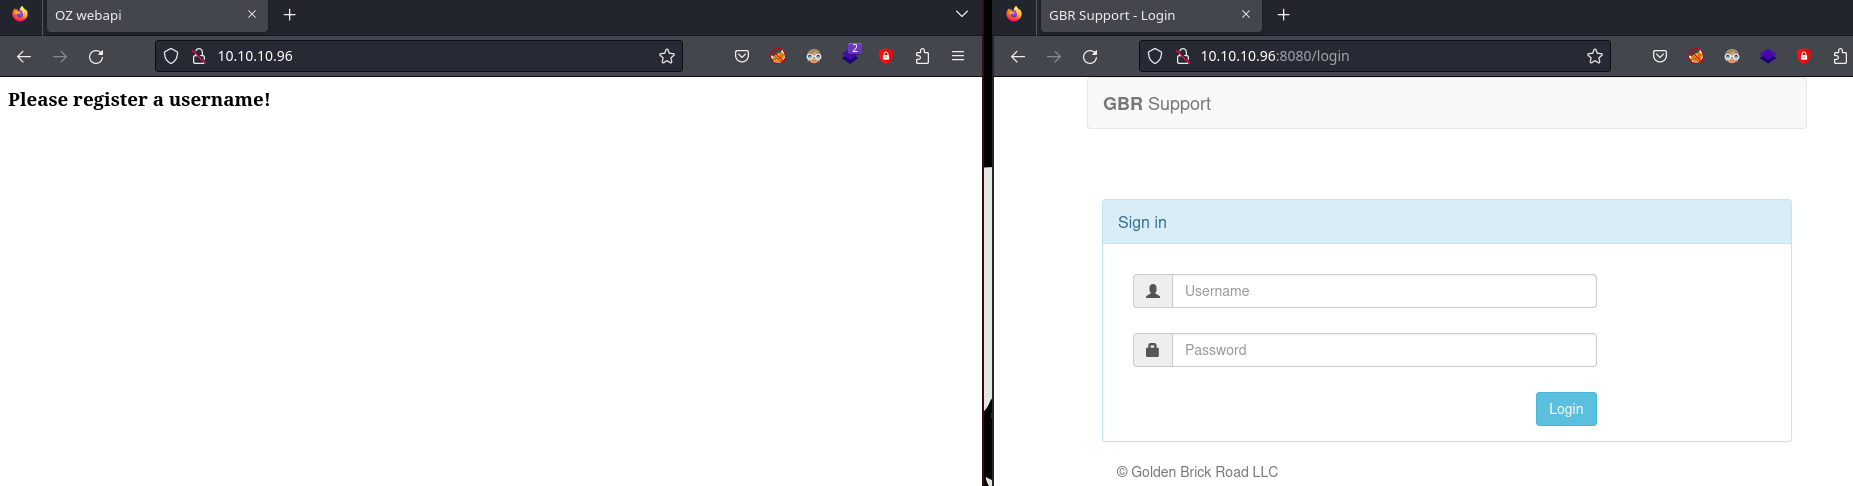 OZ webapi
10.10.10.96
2
Please register a username!
GBR Support - Login
10.10.10.96:8080/login
GBR Support
Sign in
Username
Password
Login
© Golden Brick Road LLC